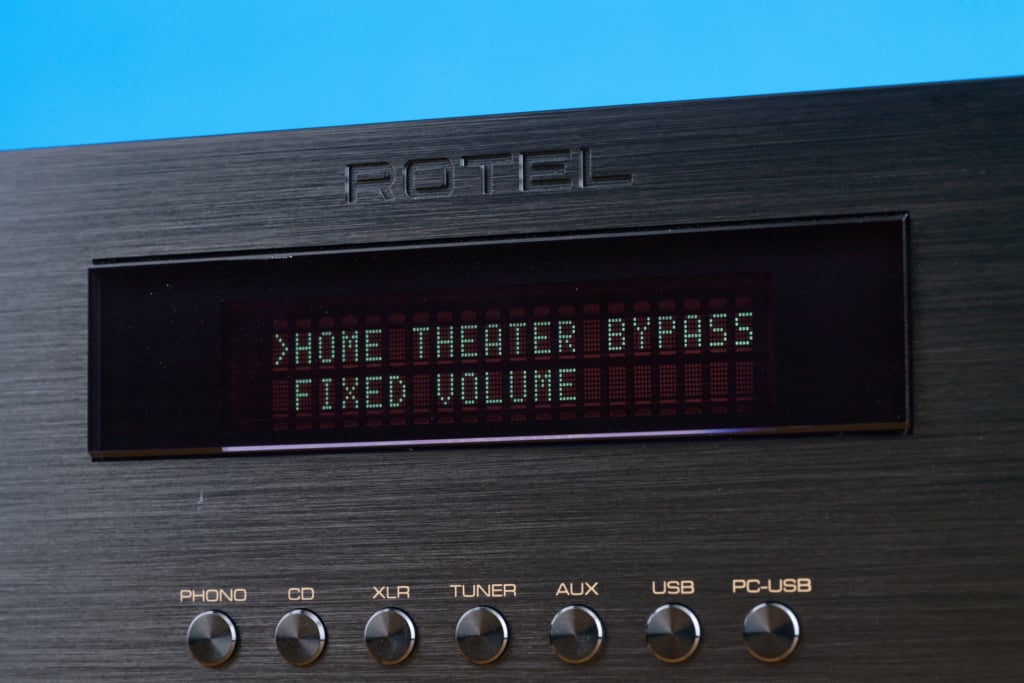 ROTEL
>HOME THEATER BYPASS
FIXED VOLUME
PHONO CD XLR TUNER AUX USB PC-USB